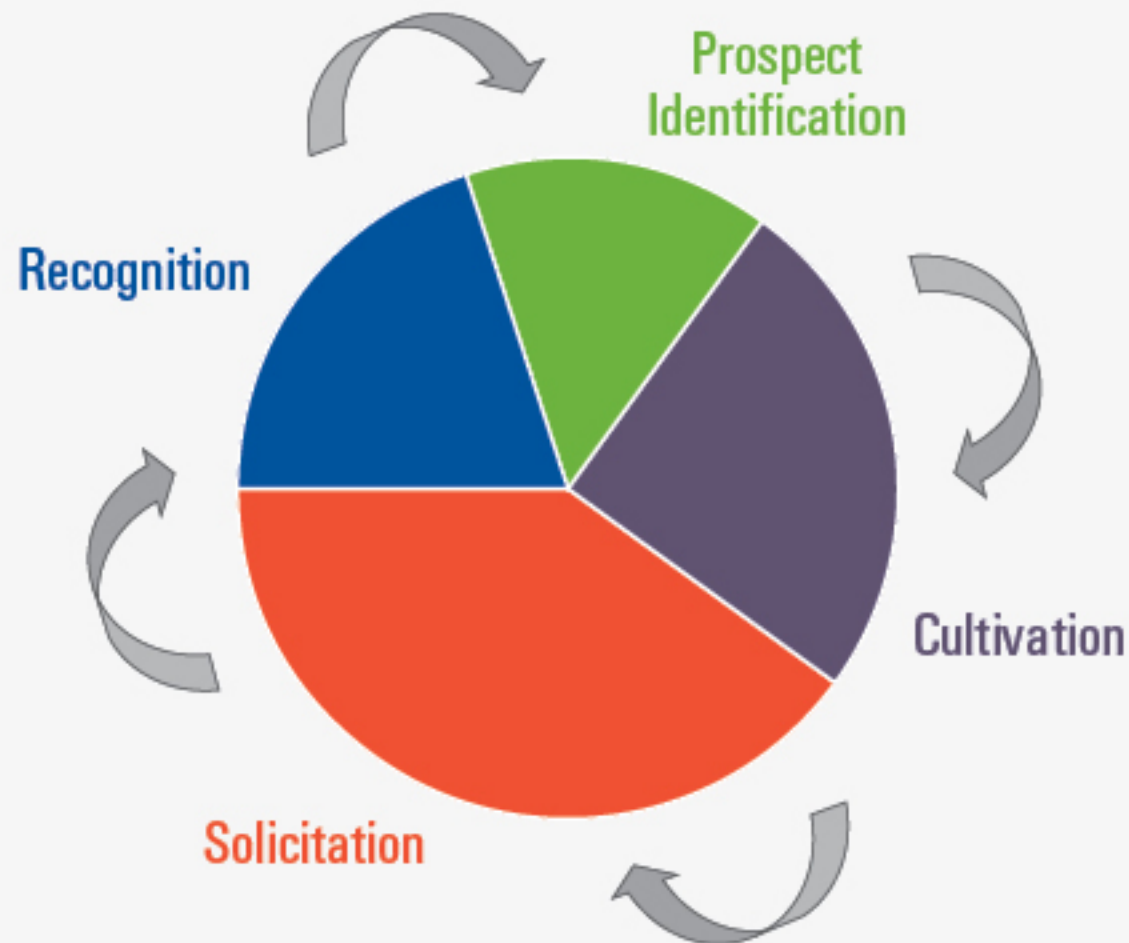 Prospect
Identification
Recognition
Cultivation
Solicitation